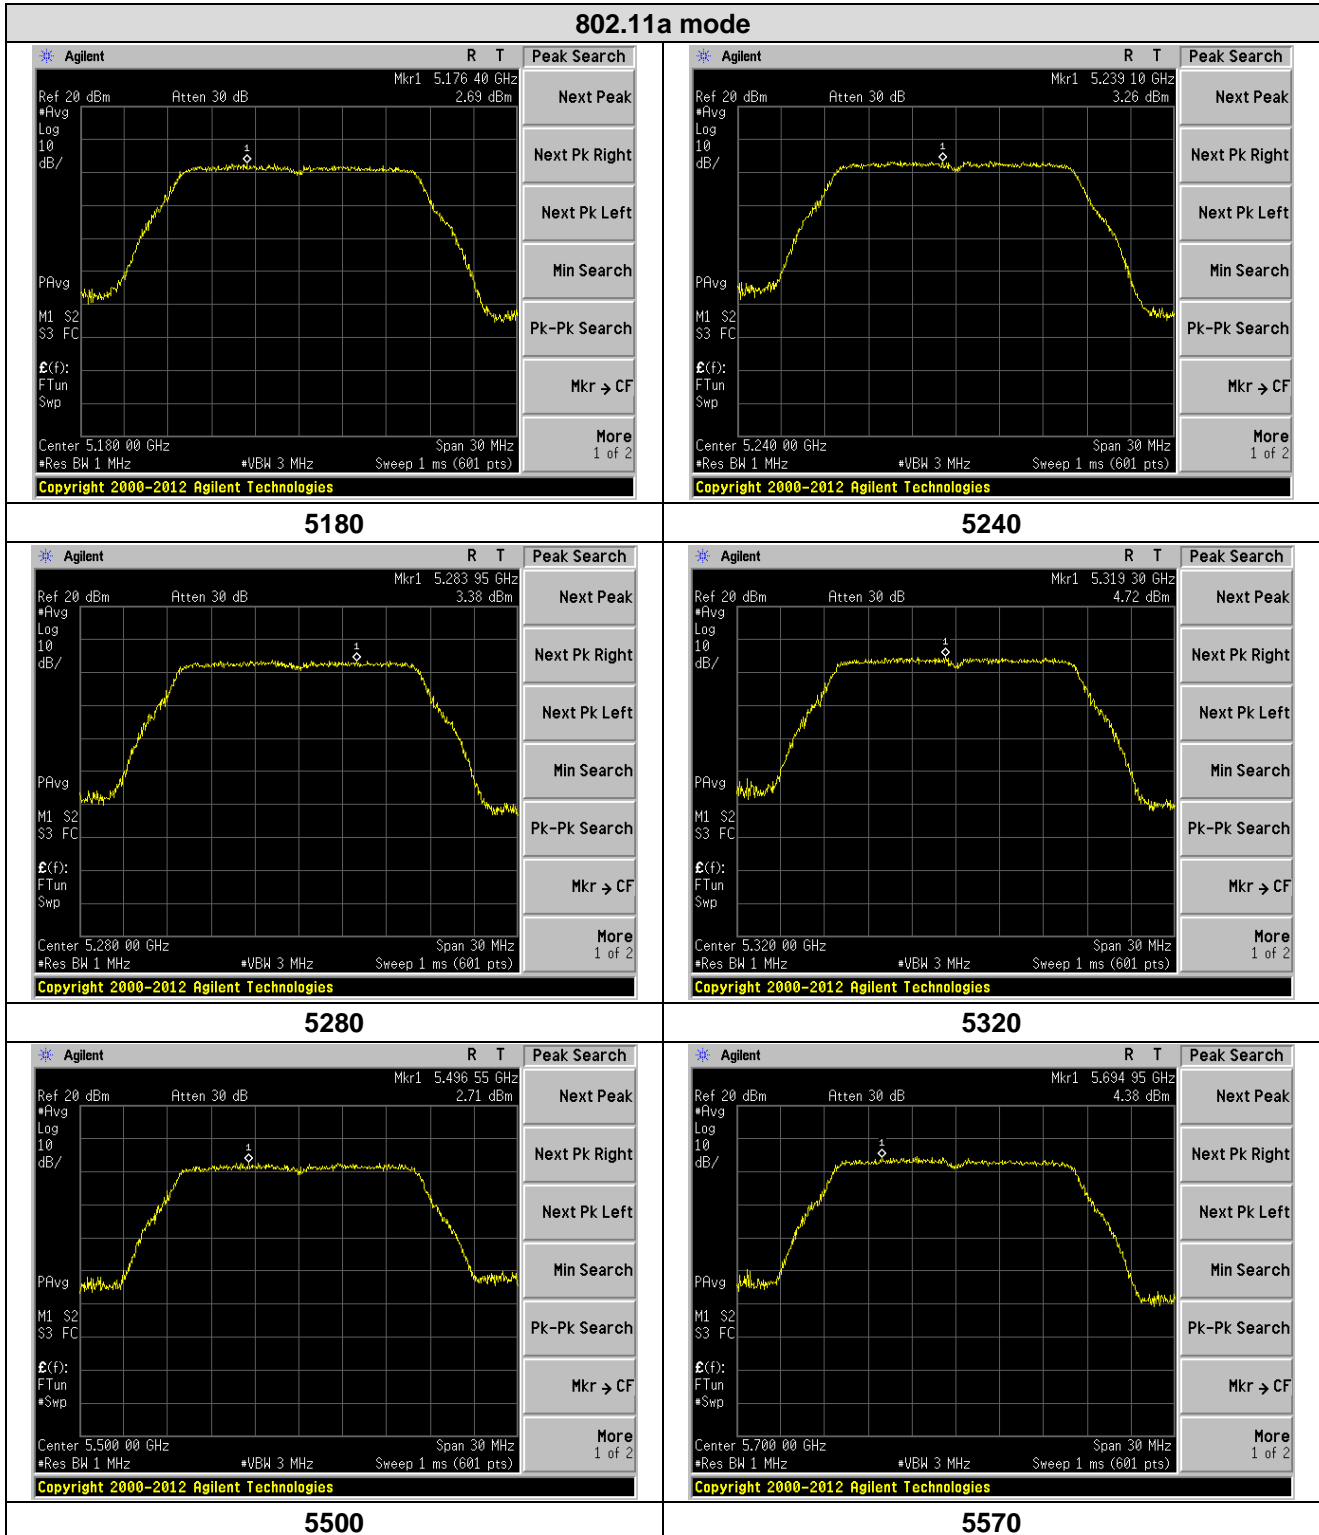 802.11a mode
Agilent R T Peak Search
Mkr1 5.176 40 GHz
Ref 20 dBm Atten 30 dB 2.69 dBm
#Avg
Log
10
dB/
1
PAvg
M1 S2
S3 FC
£(f):
FTun
Swp
Center 5.180 00 GHz Span 30 MHz
#Res BW 1 MHz #VBW 3 MHz Sweep 1 ms (601 pts)
Next Peak
Next Pk Right
Next Pk Left
Min Search
Pk-Pk Search
Mkr → CF
More
1 of 2
Copyright 2000-2012 Agilent Technologies
5180
Agilent R T Peak Search
Mkr1 5.239 10 GHz
Ref 20 dBm Atten 30 dB 3.26 dBm
#Avg
Log
10
dB/
1
PAvg
M1 S2
S3 FC
£(f):
FTun
Swp
Center 5.240 00 GHz Span 30 MHz
#Res BW 1 MHz #VBW 3 MHz Sweep 1 ms (601 pts)
Next Peak
Next Pk Right
Next Pk Left
Min Search
Pk-Pk Search
Mkr → CF
More
1 of 2
Copyright 2000-2012 Agilent Technologies
5240
Agilent R T Peak Search
Mkr1 5.283 95 GHz
Ref 20 dBm Atten 30 dB 3.38 dBm
#Avg
Log
10
dB/
1
PAvg
M1 S2
S3 FC
£(f):
FTun
Swp
Center 5.280 00 GHz Span 30 MHz
#Res BW 1 MHz #VBW 3 MHz Sweep 1 ms (601 pts)
Next Peak
Next Pk Right
Next Pk Left
Min Search
Pk-Pk Search
Mkr → CF
More
1 of 2
Copyright 2000-2012 Agilent Technologies
5280
Agilent R T Peak Search
Mkr1 5.319 30 GHz
Ref 20 dBm Atten 30 dB 4.72 dBm
#Avg
Log
10
dB/
1
PAvg
M1 S2
S3 FC
£(f):
FTun
Swp
Center 5.320 00 GHz Span 30 MHz
#Res BW 1 MHz #VBW 3 MHz Sweep 1 ms (601 pts)
Next Peak
Next Pk Right
Next Pk Left
Min Search
Pk-Pk Search
Mkr → CF
More
1 of 2
Copyright 2000-2012 Agilent Technologies
5320
Agilent R T Peak Search
Mkr1 5.496 55 GHz
Ref 20 dBm Atten 30 dB 2.71 dBm
#Avg
Log
10
dB/
1
PAvg
M1 S2
S3 FC
£(f):
FTun
#Swp
Center 5.500 00 GHz Span 30 MHz
#Res BW 1 MHz #VBW 3 MHz Sweep 1 ms (601 pts)
Next Peak
Next Pk Right
Next Pk Left
Min Search
Pk-Pk Search
Mkr → CF
More
1 of 2
Copyright 2000-2012 Agilent Technologies
5500
Agilent R T Peak Search
Mkr1 5.694 95 GHz
Ref 20 dBm Atten 30 dB 4.38 dBm
#Avg
Log
10
dB/
1
PAvg
M1 S2
S3 FC
£(f):
FTun
#Swp
Center 5.700 00 GHz Span 30 MHz
#Res BW 1 MHz #VBW 3 MHz Sweep 1 ms (601 pts)
Next Peak
Next Pk Right
Next Pk Left
Min Search
Pk-Pk Search
Mkr → CF
More
1 of 2
Copyright 2000-2012 Agilent Technologies
5570